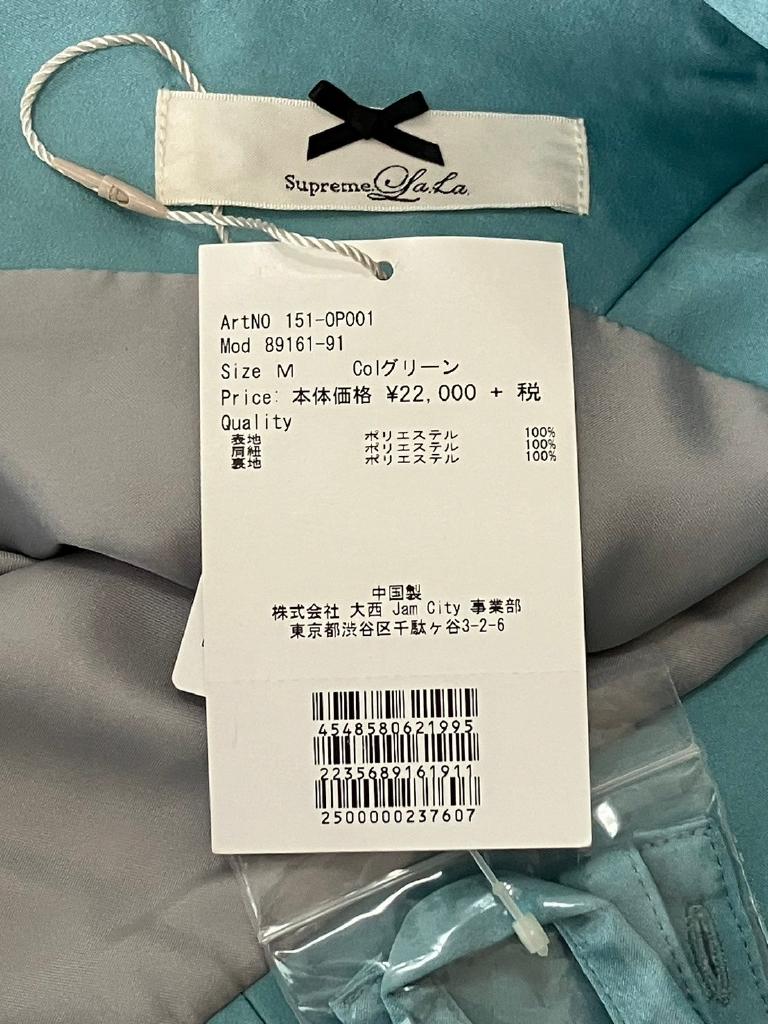 Supreme.La.La.
ArtNO 151-OP001
Mod 89161-91
Size M Colグリーン
Price: 本体価格 ¥22,000 + 税
Quality
表地 ポリエステル 100%
肩紐 ポリエステル 100%
裏地 ポリエステル 100%
中国製
株式会社 大西 Jam City 事業部
東京都渋谷区千駄ヶ谷3-2-6
4548580621995
2235689161911
2500000237607